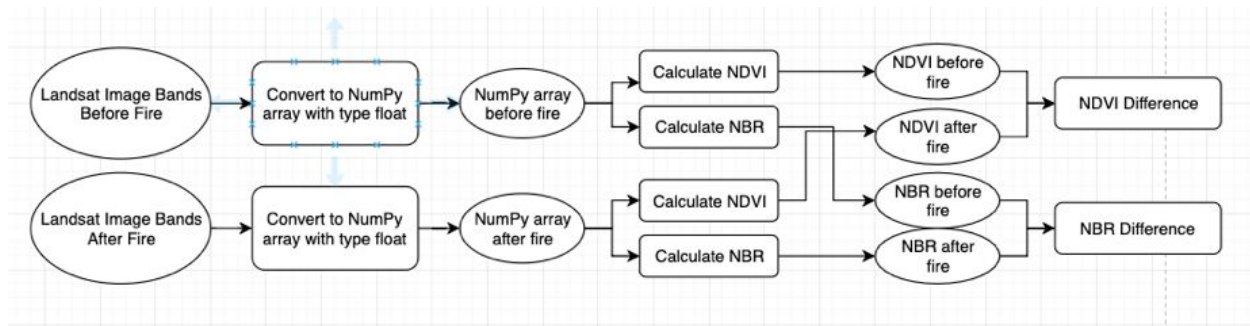 Landsat Image Bands
Before Fire
Convert to NumPy
array with type float
NumPy array
before fire
Calculate NDVI
Calculate NBR
NDVI before
fire
NDVI after
fire
NDVI Difference
Landsat Image Bands
After Fire
Convert to NumPy
array with type float
NumPy array
after fire
Calculate NDVI
Calculate NBR
NBR before
fire
NBR after
fire
NBR Difference